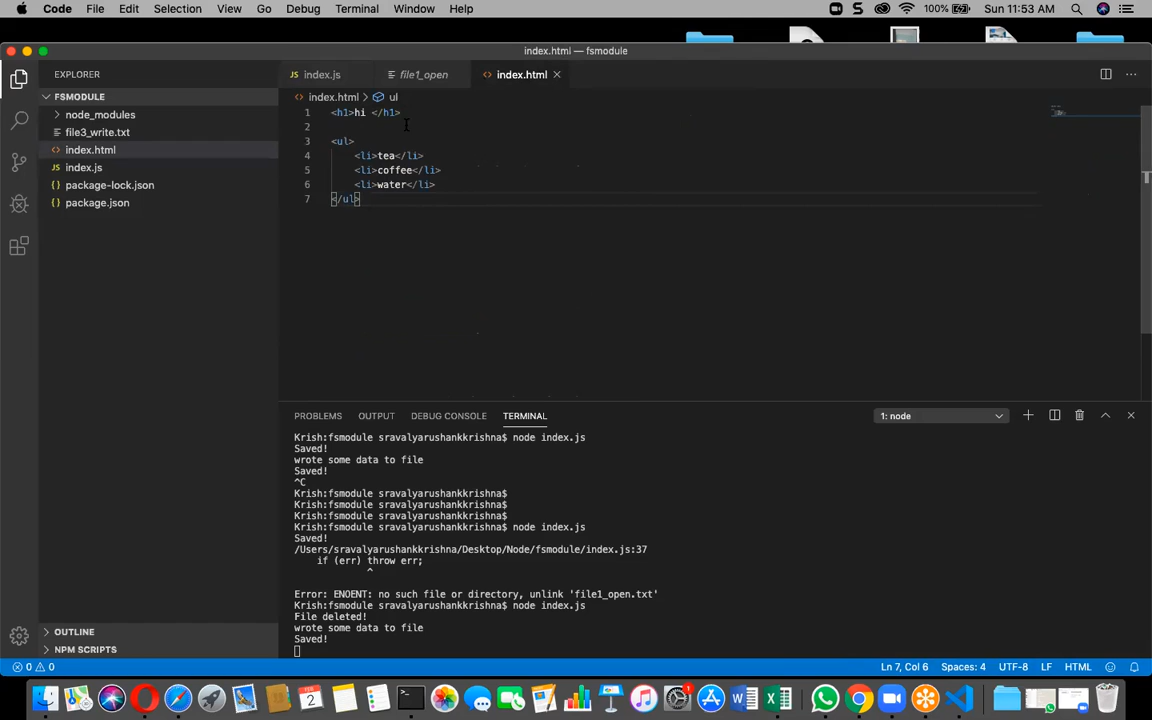 Code File Edit Selection View Go Debug Terminal Window Help 100% Sun 11:53 AM
index.html — fsmodule
EXPLORER
FSMODULE
node_modules
file3_write.txt
index.html
index.js
package-lock.json
package.json
OUTLINE
NPM SCRIPTS
index.js file1_open index.html
index.html > ul
1 <h1>hi </h1>
2
3 <ul>
4 <li>tea</li>
5 <li>coffee</li>
6 <li>water</li>
7 </ul>
PROBLEMS OUTPUT DEBUG CONSOLE TERMINAL 1: node
Krish:fsmodule sravalyarushankkrishna$ node index.js
Saved!
wrote some data to file
Saved!
^C
Krish:fsmodule sravalyarushankkrishna$
Krish:fsmodule sravalyarushankkrishna$
Krish:fsmodule sravalyarushankkrishna$
Krish:fsmodule sravalyarushankkrishna$ node index.js
Saved!
/Users/sravalyarushankkrishna/Desktop/Node/fsmodule/index.js:37
if (err) throw err;
^
Error: ENOENT: no such file or directory, unlink 'file1_open.txt'
Krish:fsmodule sravalyarushankkrishna$ node index.js
File deleted!
wrote some data to file
Saved!
0 0 Ln 7, Col 6 Spaces: 4 UTF-8 LF HTML
2
1